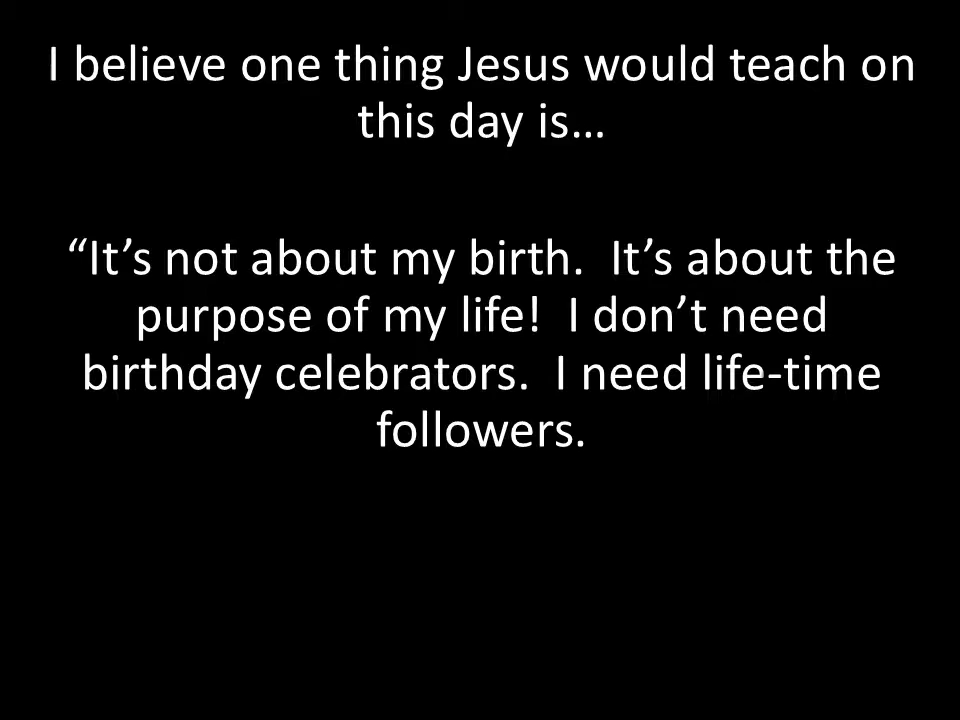 I believe one thing Jesus would teach on
this day is…
“It’s not about my birth.  It’s about the
purpose of my life!  I don’t need
birthday celebrators.  I need life-time
followers.